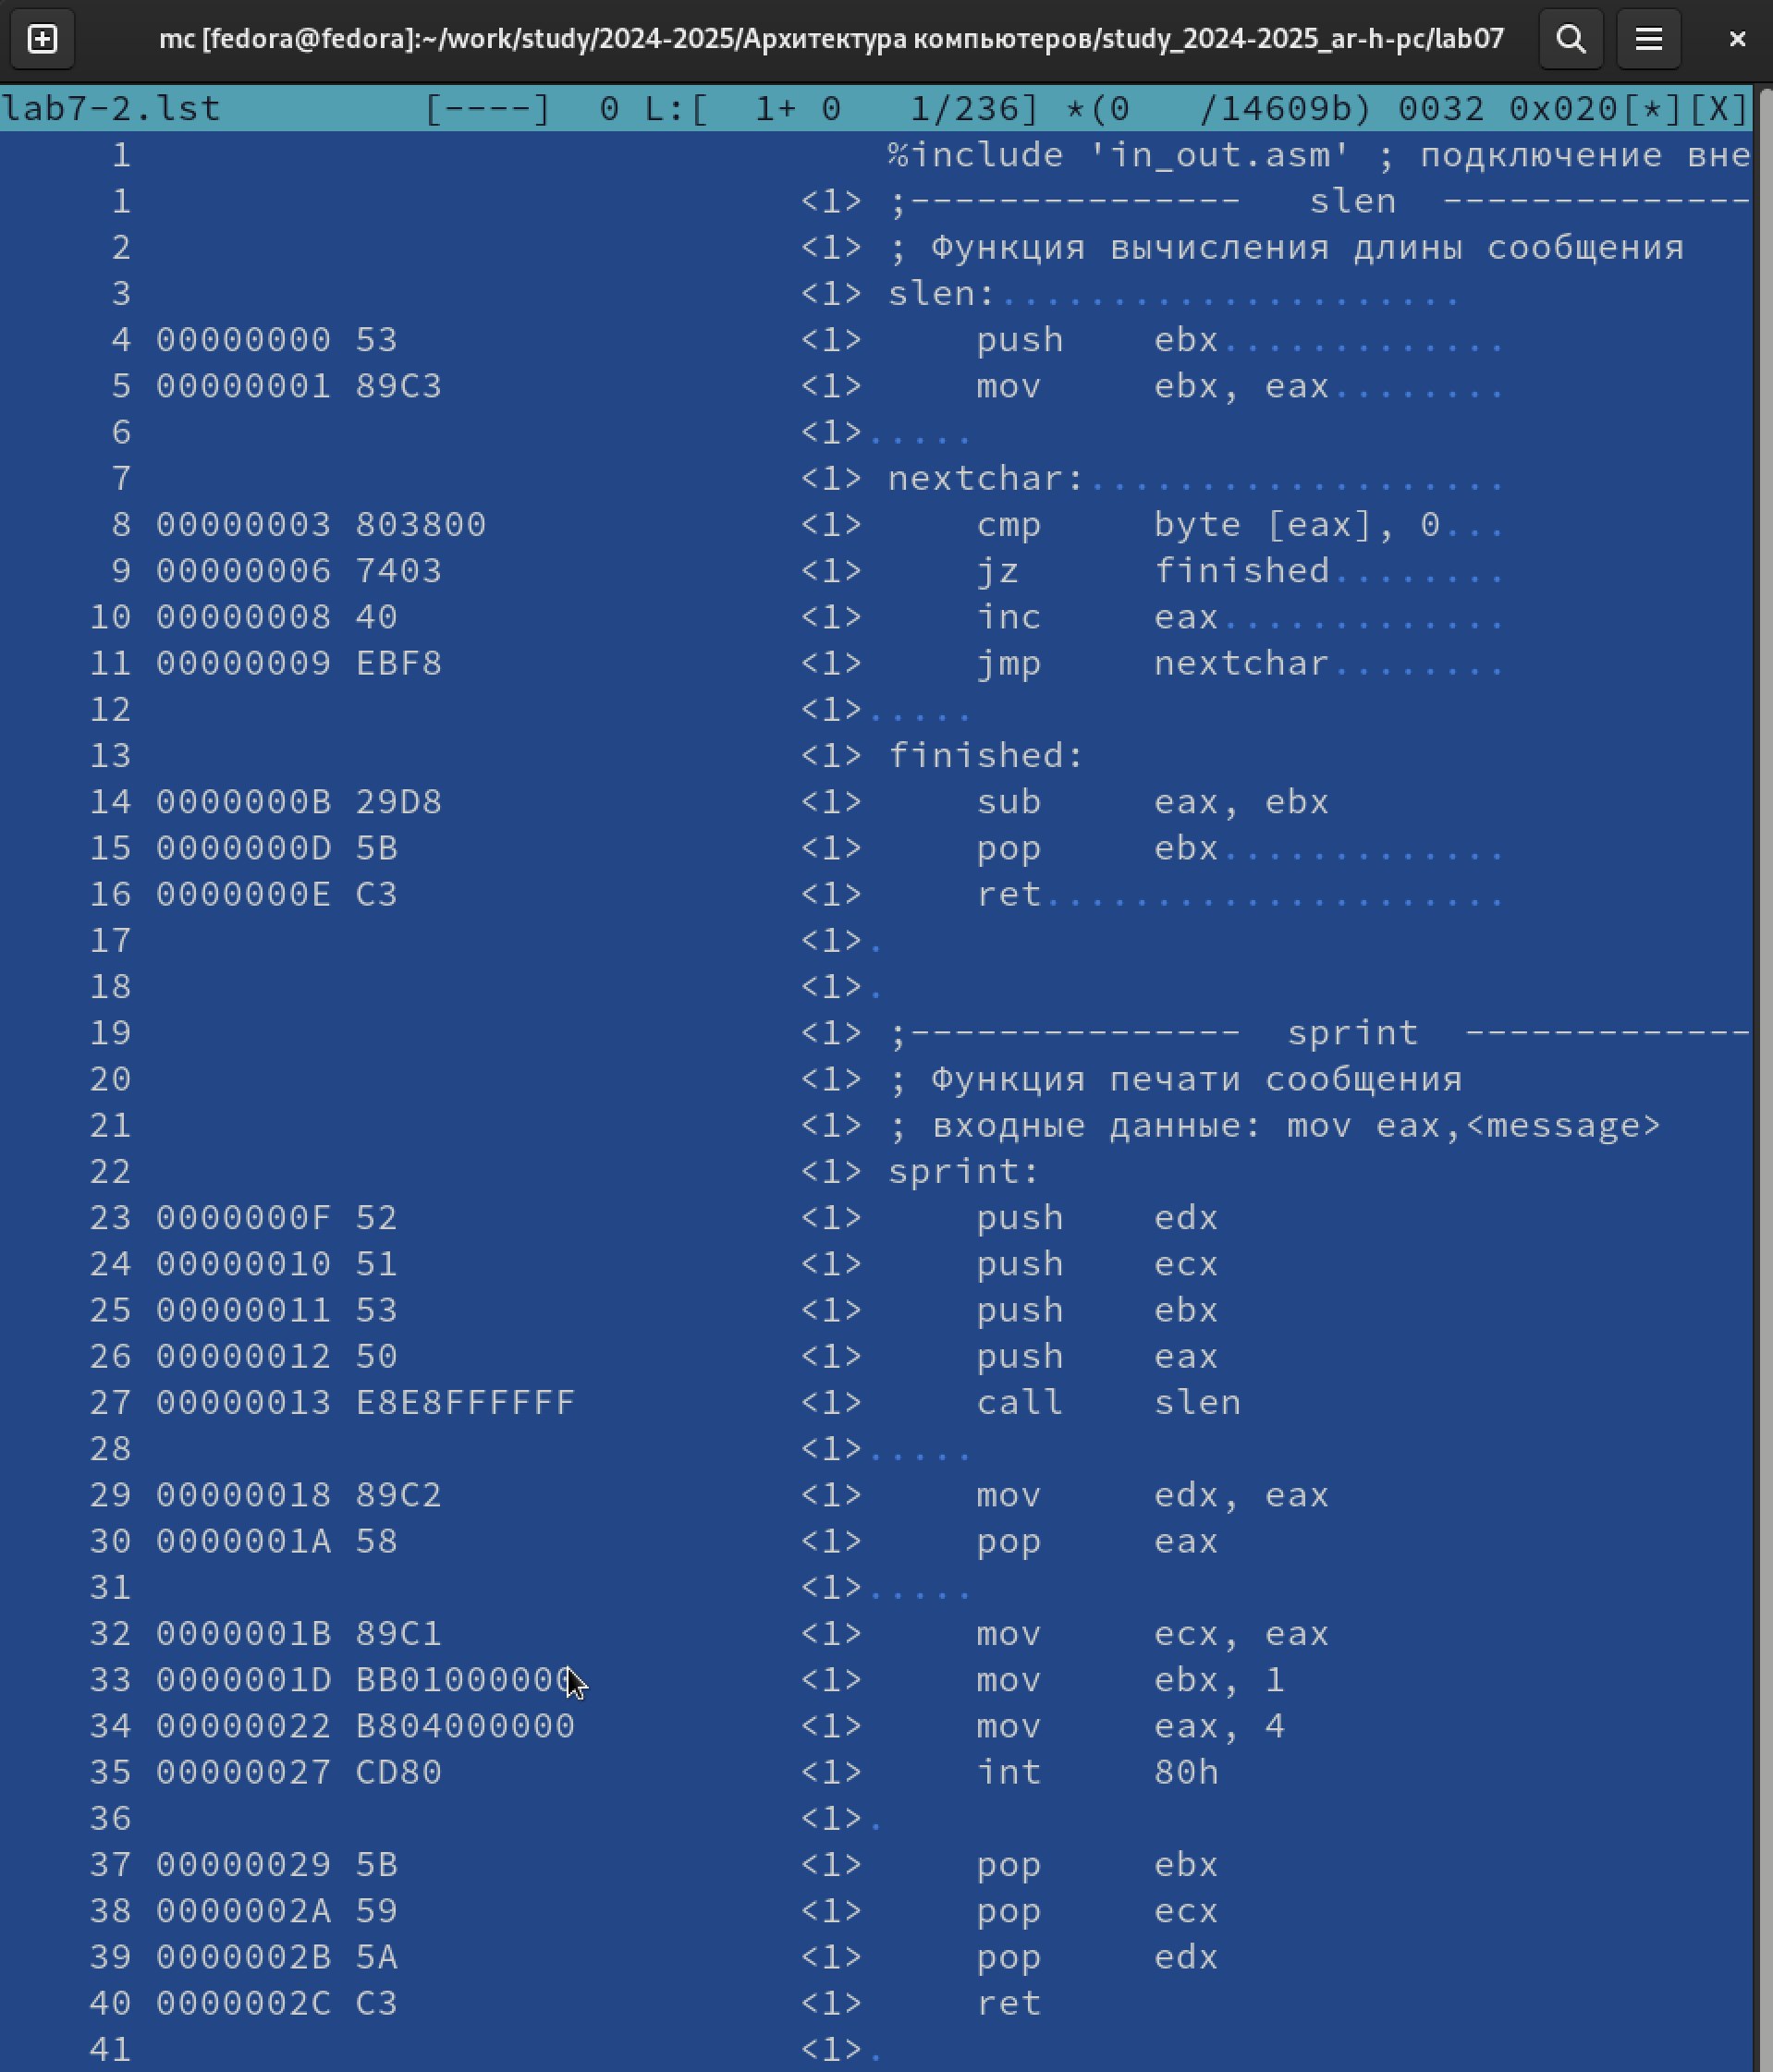 mc [fedora@fedora]:~/work/study/2024-2025/Архитектура компьютеров/study_2024-2025_ar-h-pc/lab07
lab7-2.lst [----] 0 L:[ 1+ 0 1/236] *(0 /14609b) 0032 0x020[*][X]
1 %include 'in_out.asm' ; подключение вне
1 <1> ;--------------- slen --------------
2 <1> ; Функция вычисления длины сообщения
3 <1> slen:.....................
4 00000000 53 <1> push ebx.............
5 00000001 89C3 <1> mov ebx, eax........
6 <1>.....
7 <1> nextchar:...................
8 00000003 803800 <1> cmp byte [eax], 0...
9 00000006 7403 <1> jz finished........
10 00000008 40 <1> inc eax.............
11 00000009 EBF8 <1> jmp nextchar........
12 <1>.....
13 <1> finished:
14 0000000B 29D8 <1> sub eax, ebx
15 0000000D 5B <1> pop ebx.............
16 0000000E C3 <1> ret.....................
17 <1>.
18 <1>.
19 <1> ;--------------- sprint -------------
20 <1> ; Функция печати сообщения
21 <1> ; входные данные: mov eax,<message>
22 <1> sprint:
23 0000000F 52 <1> push edx
24 00000010 51 <1> push ecx
25 00000011 53 <1> push ebx
26 00000012 50 <1> push eax
27 00000013 E8E8FFFFFF <1> call slen
28 <1>.....
29 00000018 89C2 <1> mov edx, eax
30 0000001A 58 <1> pop eax
31 <1>.....
32 0000001B 89C1 <1> mov ecx, eax
33 0000001D BB01000000 <1> mov ebx, 1
34 00000022 B804000000 <1> mov eax, 4
35 00000027 CD80 <1> int 80h
36 <1>.
37 00000029 5B <1> pop ebx
38 0000002A 59 <1> pop ecx
39 0000002B 5A <1> pop edx
40 0000002C C3 <1> ret
41 <1>.